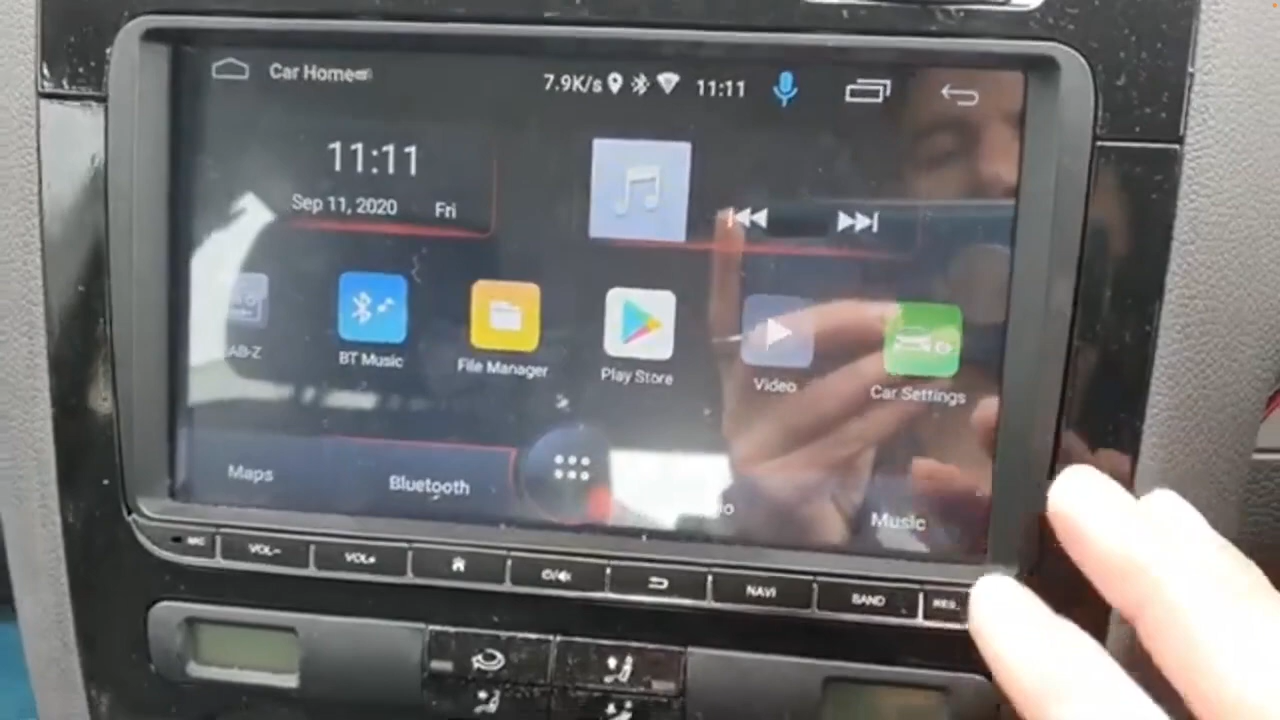 Car Home
7.9K/s
11:11
11:11
Sep 11, 2020
Fri
BT Music
File Manager
Play Store
Video
Car Settings
Maps
Bluetooth
Music
VOL-
VOL+
NAVI
BAND
RES